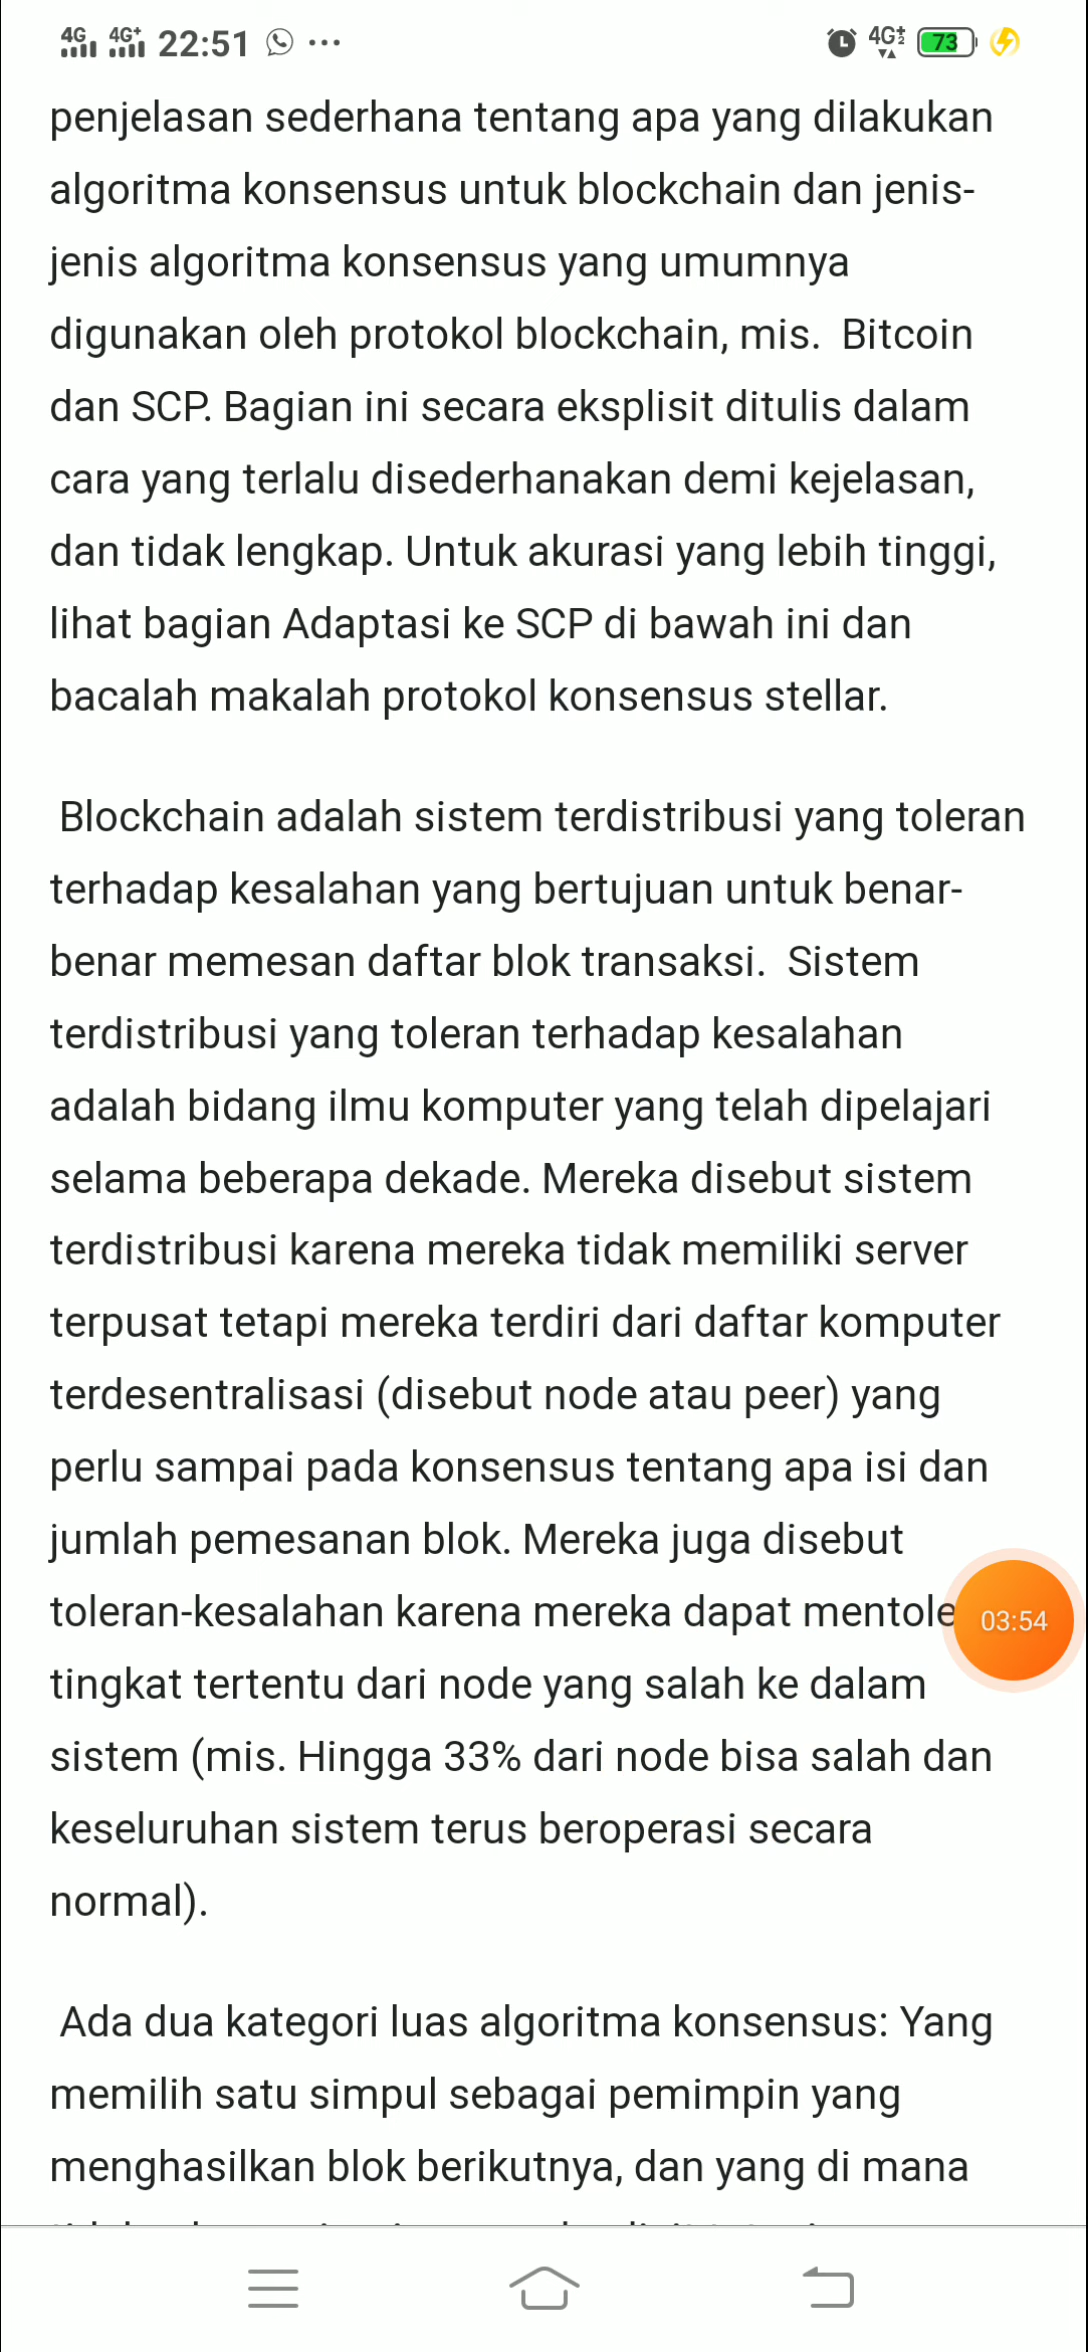 4G 4G+ 22:51 ... 4G+ 2 73
penjelasan sederhana tentang apa yang dilakukan
algoritma konsensus untuk blockchain dan jenis-
jenis algoritma konsensus yang umumnya
digunakan oleh protokol blockchain, mis. Bitcoin
dan SCP. Bagian ini secara eksplisit ditulis dalam
cara yang terlalu disederhanakan demi kejelasan,
dan tidak lengkap. Untuk akurasi yang lebih tinggi,
lihat bagian Adaptasi ke SCP di bawah ini dan
bacalah makalah protokol konsensus stellar.
Blockchain adalah sistem terdistribusi yang toleran
terhadap kesalahan yang bertujuan untuk benar-
benar memesan daftar blok transaksi. Sistem
terdistribusi yang toleran terhadap kesalahan
adalah bidang ilmu komputer yang telah dipelajari
selama beberapa dekade. Mereka disebut sistem
terdistribusi karena mereka tidak memiliki server
terpusat tetapi mereka terdiri dari daftar komputer
terdesentralisasi (disebut node atau peer) yang
perlu sampai pada konsensus tentang apa isi dan
jumlah pemesanan blok. Mereka juga disebut
toleran-kesalahan karena mereka dapat mentole
03:54
tingkat tertentu dari node yang salah ke dalam
sistem (mis. Hingga 33% dari node bisa salah dan
keseluruhan sistem terus beroperasi secara
normal).
Ada dua kategori luas algoritma konsensus: Yang
memilih satu simpul sebagai pemimpin yang
menghasilkan blok berikutnya, dan yang di mana